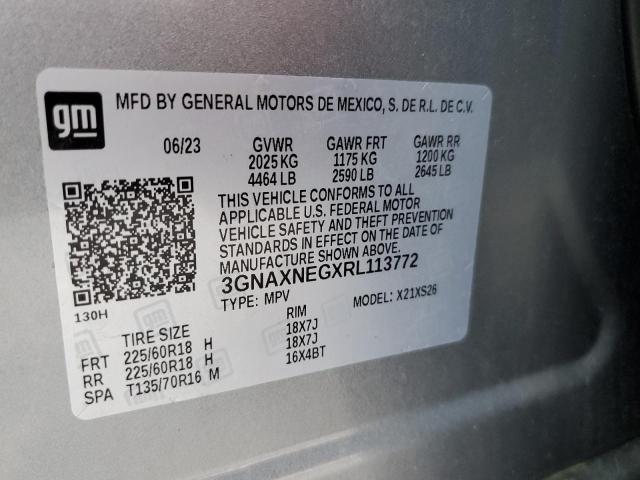 gm
MFD BY GENERAL MOTORS DE MEXICO, S. DE R.L. DE C.V.
06/23 GVWR GAWR FRT GAWR RR
2025 KG 1175 KG 1200 KG
4464 LB 2590 LB 2645 LB
THIS VEHICLE CONFORMS TO ALL
APPLICABLE U.S. FEDERAL MOTOR
VEHICLE SAFETY AND THEFT PREVENTION
STANDARDS IN EFFECT ON THE DATE OF
MANUFACTURE SHOWN ABOVE.
3GNAXNEGXRL113772
TYPE: MPV MODEL: X21XS26
130H
TIRE SIZE RIM
FRT 225/60R18 H 18X7J
RR 225/60R18 H 18X7J
SPA T135/70R16 M 16X4BT